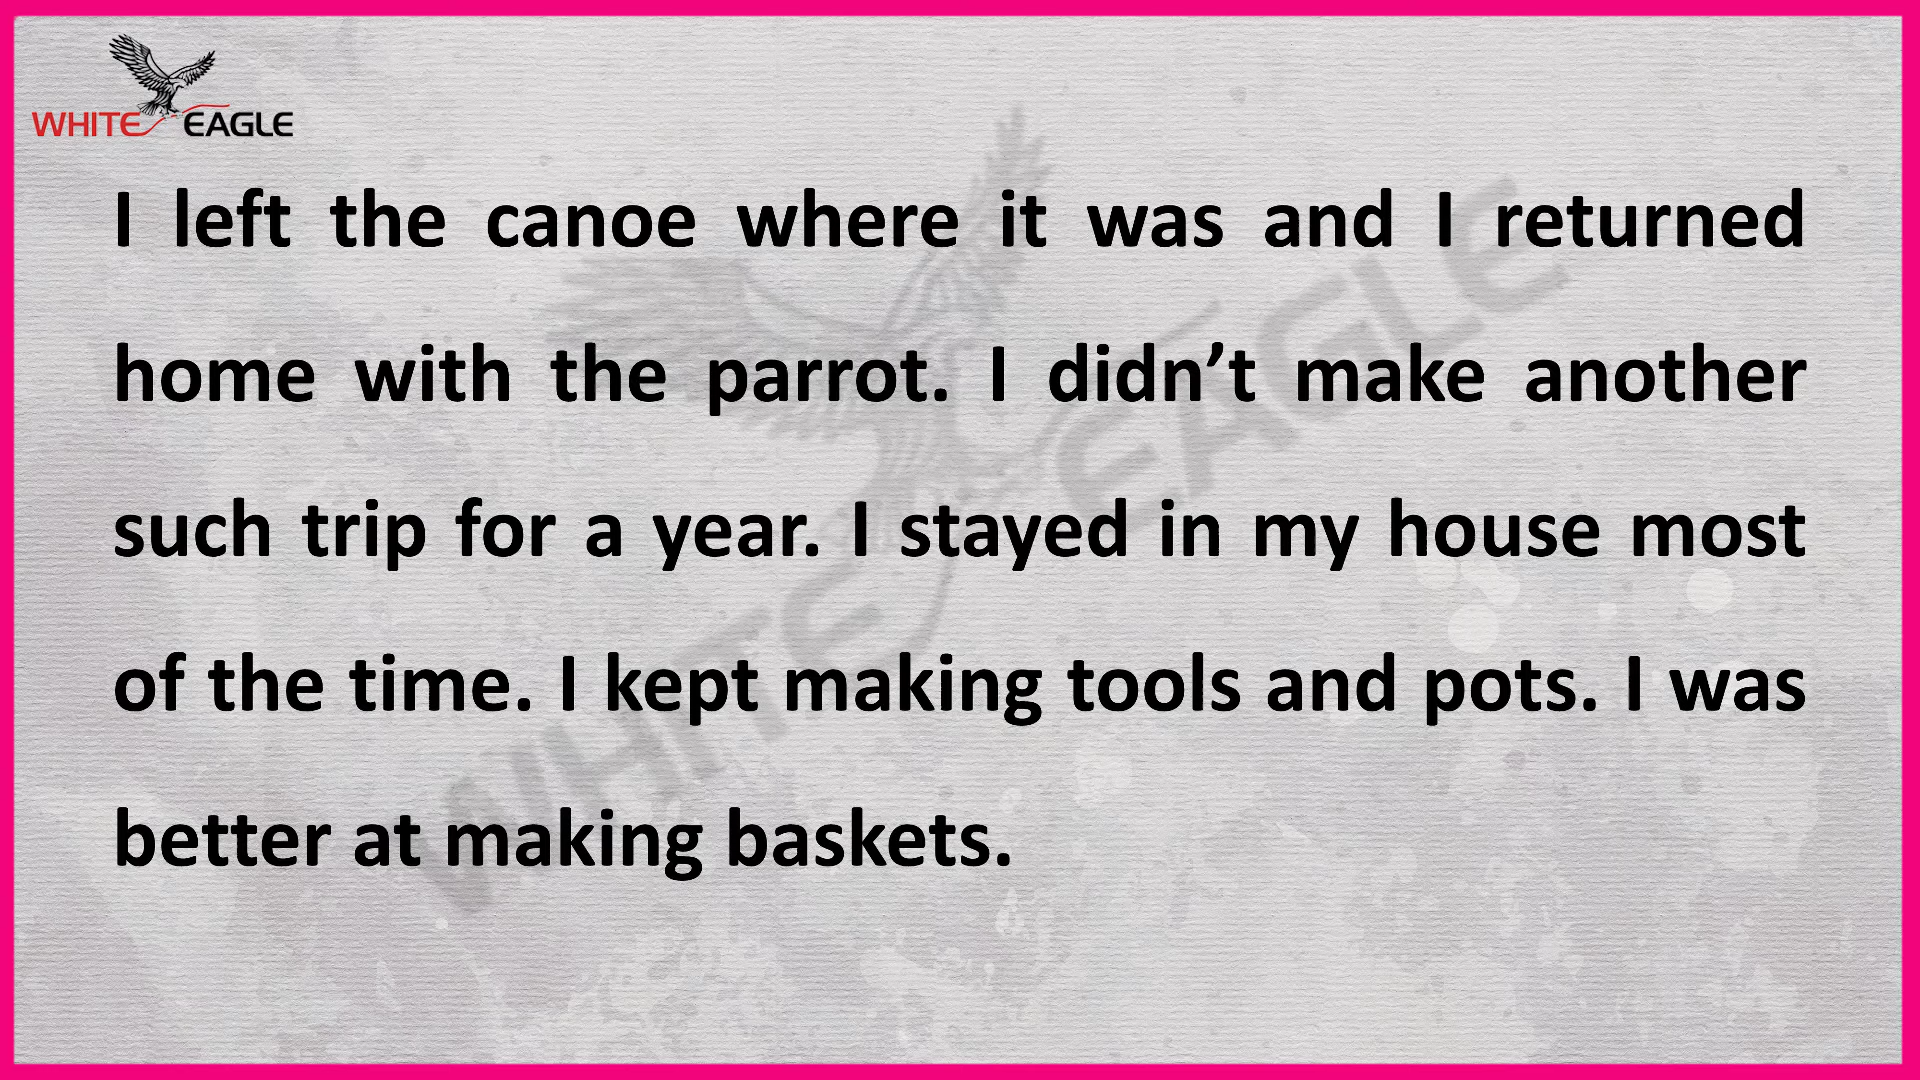 WHITE EAGLE
I left the canoe where it was and I returned
home with the parrot. I didn’t make another
such trip for a year. I stayed in my house most
of the time. I kept making tools and pots. I was
better at making baskets.
WHITE EAGLE